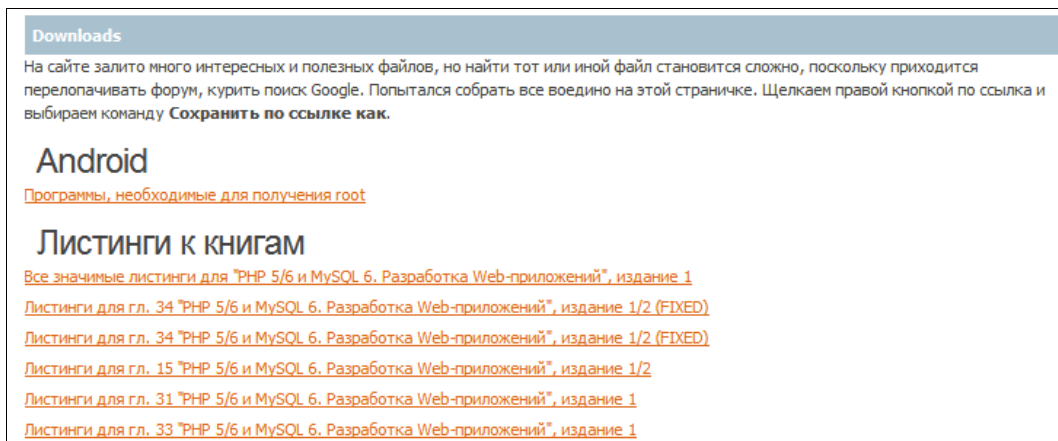 Downloads
На сайте залито много интересных и полезных файлов, но найти тот или иной файл становится сложно, поскольку приходится
перелопачивать форум, курить поиск Google. Попытался собрать все воедино на этой страничке. Щелкаем правой кнопкой по ссылка и
выбираем команду Сохранить по ссылке как.
Android
Программы, необходимые для получения root
Листинги к книгам
Все значимые листинги для "PHP 5/6 и MySQL 6. Разработка Web-приложений", издание 1
Листинги для гл. 34 "PHP 5/6 и MySQL 6. Разработка Web-приложений", издание 1/2 (FIXED)
Листинги для гл. 34 "PHP 5/6 и MySQL 6. Разработка Web-приложений", издание 1/2 (FIXED)
Листинги для гл. 15 "PHP 5/6 и MySQL 6. Разработка Web-приложений", издание 1/2
Листинги для гл. 31 "PHP 5/6 и MySQL 6. Разработка Web-приложений", издание 1
Листинги для гл. 33 "PHP 5/6 и MySQL 6. Разработка Web-приложений", издание 1